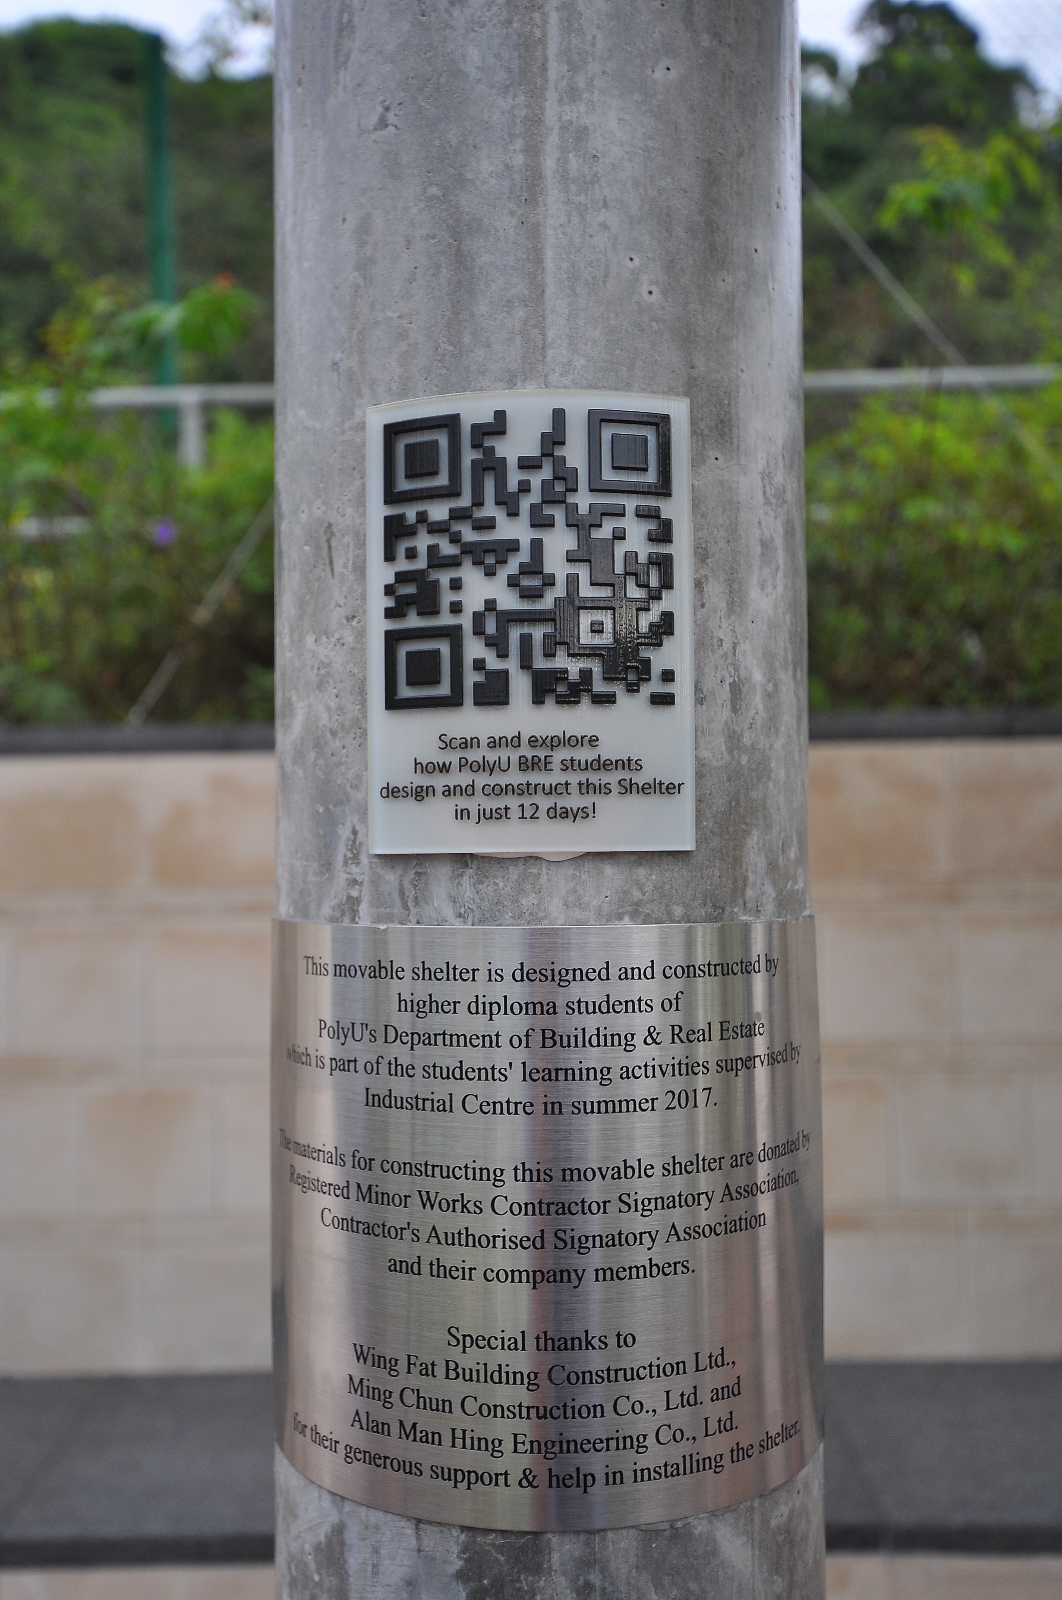 Scan and explore
how PolyU BRE students
design and construct this Shelter
in just 12 days!
This movable shelter is designed and constructed by
higher diploma students of
PolyU's Department of Building & Real Estate
which is part of the students' learning activities supervised by
Industrial Centre in summer 2017.
The materials for constructing this movable shelter are donated by
Registered Minor Works Contractor Signatory Association,
Contractor's Authorised Signatory Association
and their company members.
Special thanks to
Wing Fat Building Construction Ltd.,
Ming Chun Construction Co., Ltd. and
Alan Man Hing Engineering Co., Ltd.
for their generous support & help in installing the shelter.